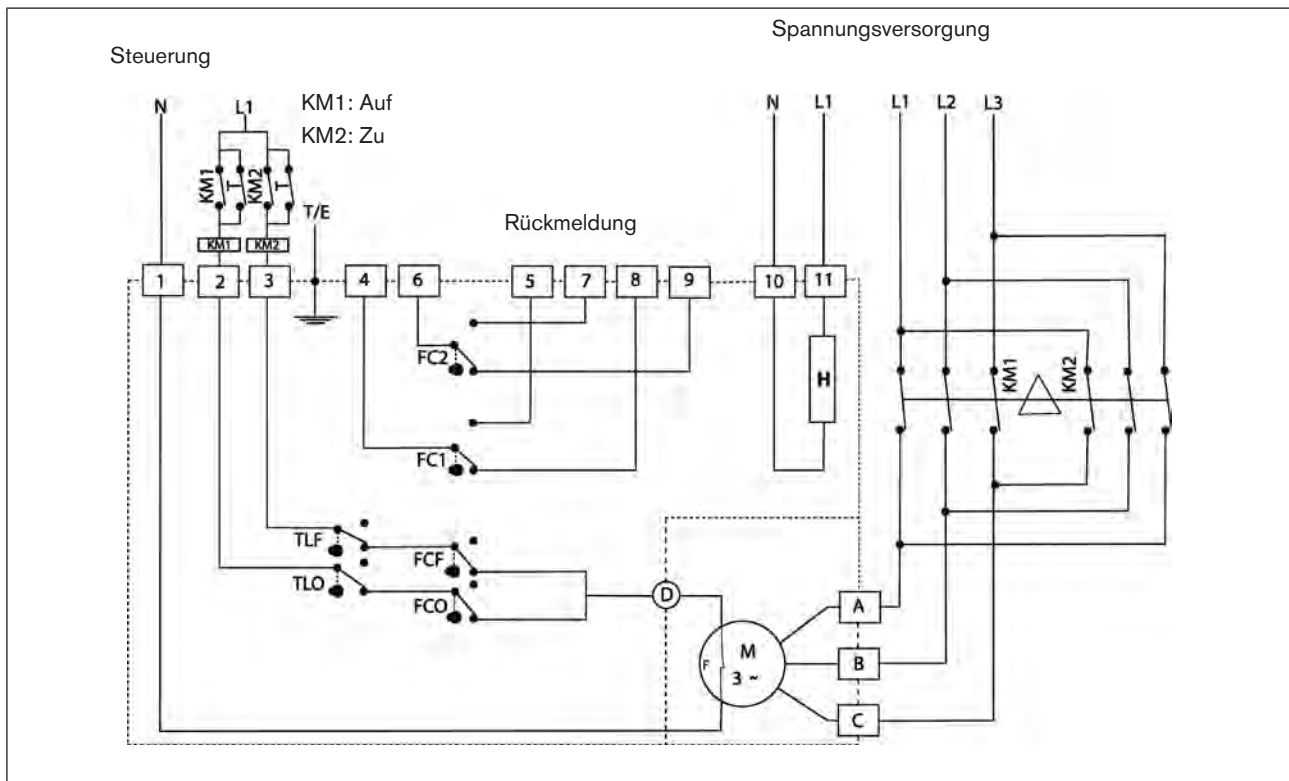 Spannungsversorgung
Steuerung
N L1 KM1: Auf
KM2: Zu
N L1 L1 L2 L3
KM1 T KM2 T
T/E
Rückmeldung
KM1 KM2
1 2 3 4 6 5 7 8 9 10 11
FC2
H
KM1 KM2
FC1
TLF
FCF
TLO
FCO
D
A
M
F
3 ~
B
C